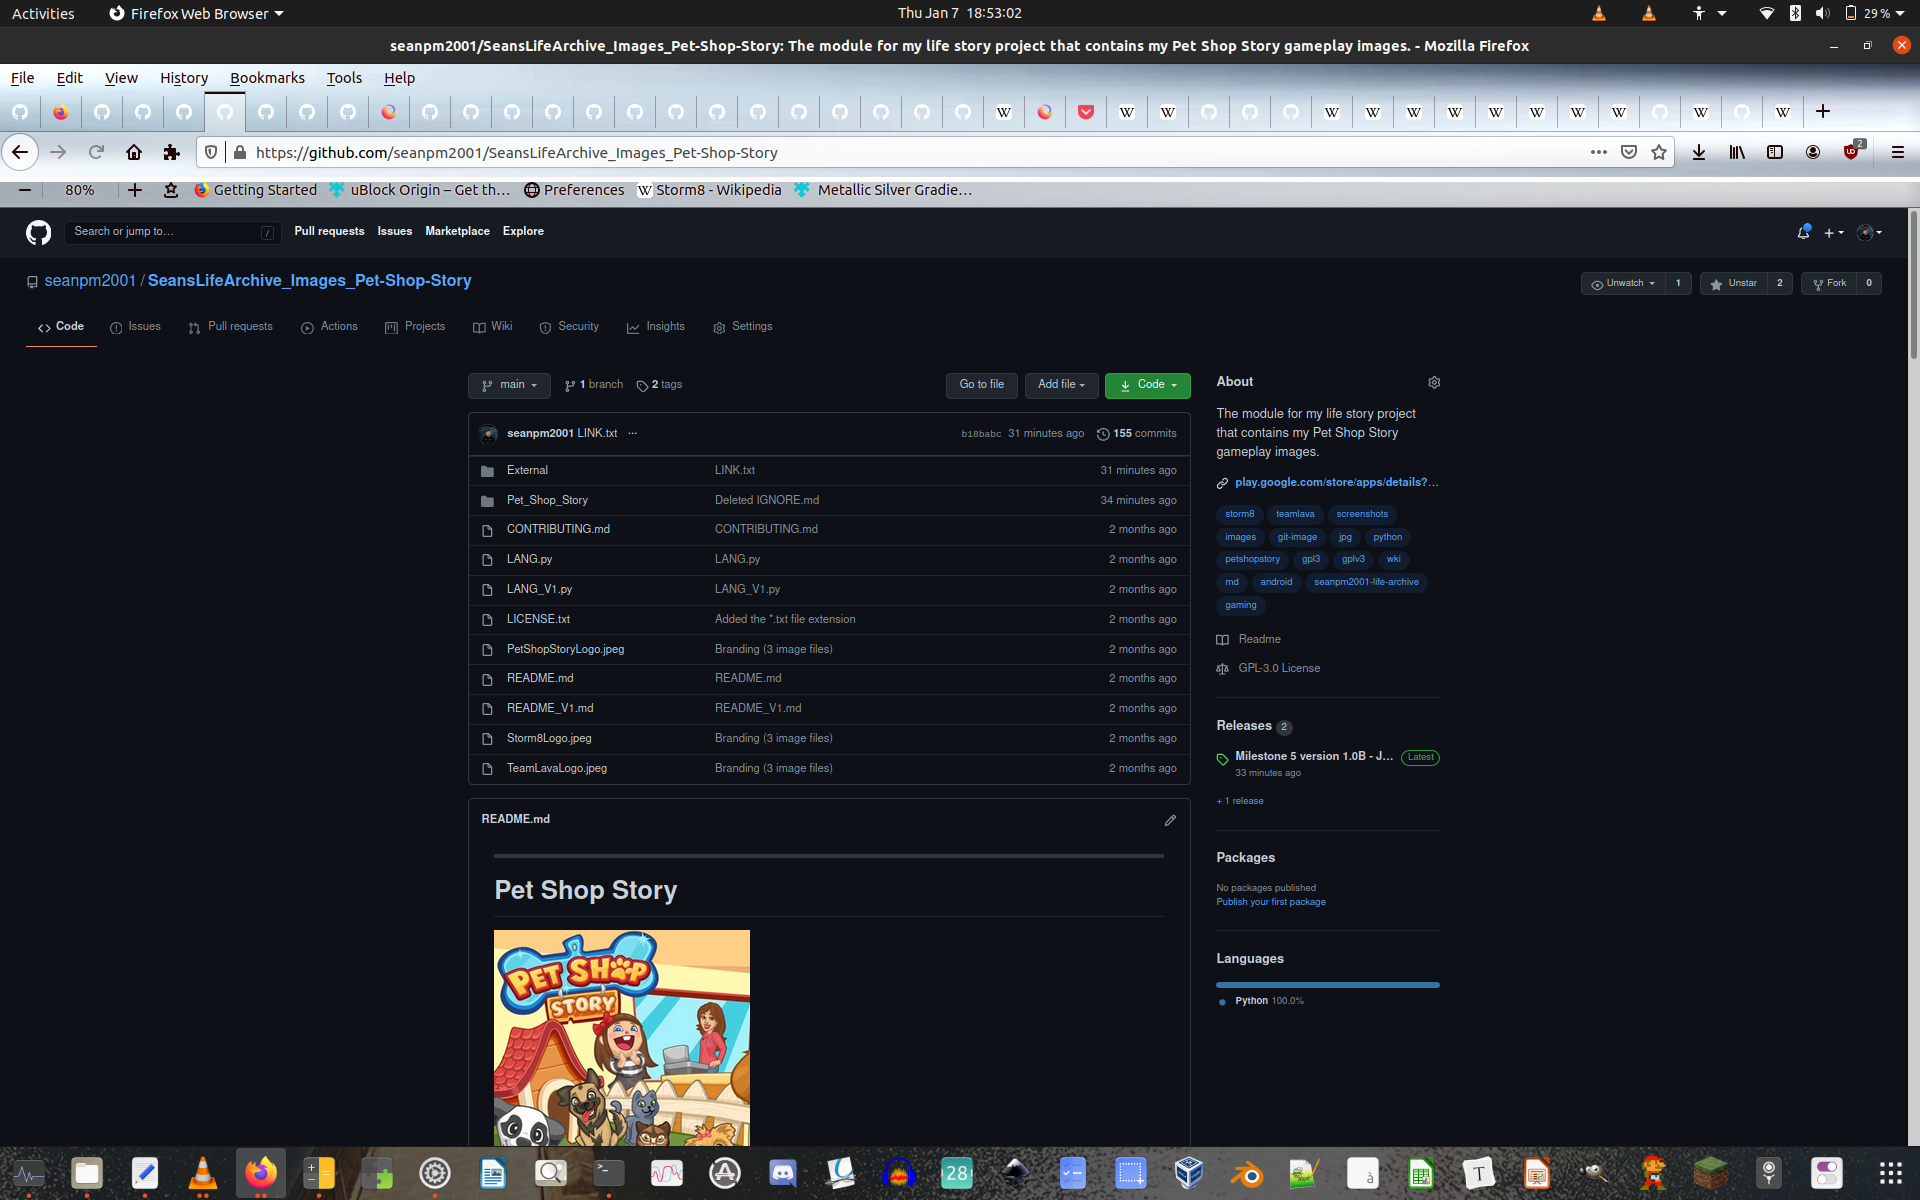 Activities Firefox Web Browser Thu Jan 7 18:53:02 29 %
seanpm2001/SeansLifeArchive_Images_Pet-Shop-Story: The module for my life story project that contains my Pet Shop Story gameplay images. - Mozilla Firefox
File Edit View History Bookmarks Tools Help
https://github.com/seanpm2001/SeansLifeArchive_Images_Pet-Shop-Story 2
80% Getting Started uBlock Origin – Get th… Preferences Storm8 - Wikipedia Metallic Silver Gradie…
Search or jump to… / Pull requests Issues Marketplace Explore
seanpm2001 / SeansLifeArchive_Images_Pet-Shop-Story Unwatch 1 Unstar 2 Fork 0
Code Issues Pull requests Actions Projects Wiki Security Insights Settings
main 1 branch 2 tags Go to file Add file Code
seanpm2001 LINK.txt ... b18babc 31 minutes ago 155 commits
External LINK.txt 31 minutes ago
Pet_Shop_Story Deleted IGNORE.md 34 minutes ago
CONTRIBUTING.md CONTRIBUTING.md 2 months ago
LANG.py LANG.py 2 months ago
LANG_V1.py LANG_V1.py 2 months ago
LICENSE.txt Added the *.txt file extension 2 months ago
PetShopStoryLogo.jpeg Branding (3 image files) 2 months ago
README.md README.md 2 months ago
README_V1.md README_V1.md 2 months ago
Storm8Logo.jpeg Branding (3 image files) 2 months ago
TeamLavaLogo.jpeg Branding (3 image files) 2 months ago
README.md
Pet Shop Story
PET SHOP
STORY
About
The module for my life story project
that contains my Pet Shop Story
gameplay images.
play.google.com/store/apps/details?…
storm8 teamlava screenshots
images git-image jpg python
petshopstory gpl3 gplv3 wki
md android seanpm2001-life-archive
gaming
Readme
GPL-3.0 License
Releases 2
Milestone 5 version 1.0B - J… Latest
33 minutes ago
+ 1 release
Packages
No packages published
Publish your first package
Languages
Python 100.0%
28